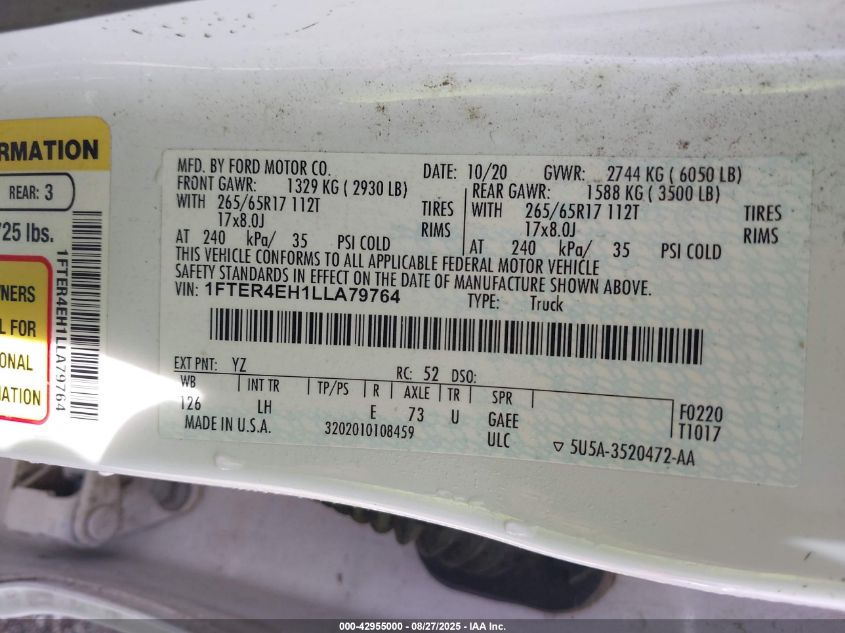 RMATION
REAR: 3
725 lbs.
NERS
L FOR
ONAL
MATION
1FTER4EH1LLA79764
MFD. BY FORD MOTOR CO. DATE: 10/20 GVWR: 2744 KG ( 6050 LB)
FRONT GAWR: 1329 KG ( 2930 LB) REAR GAWR: 1588 KG ( 3500 LB)
WITH 265/65R17 112T TIRES WITH 265/65R17 112T TIRES
17x8.0J RIMS 17x8.0J RIMS
AT 240 kPa/ 35 PSI COLD AT 240 kPa/ 35 PSI COLD
THIS VEHICLE CONFORMS TO ALL APPLICABLE FEDERAL MOTOR VEHICLE
SAFETY STANDARDS IN EFFECT ON THE DATE OF MANUFACTURE SHOWN ABOVE.
VIN: 1FTER4EH1LLA79764 TYPE: Truck
EXT PNT: YZ RC: 52 DSO:
WB INT TR TP/PS R AXLE TR SPR
126 LH E 73 U GAEE F0220
MADE IN U.S.A. 3202010108459 ULC T1017
▽ 5U5A-3520472-AA
000-42955000 - 08/27/2025 - IAA Inc.